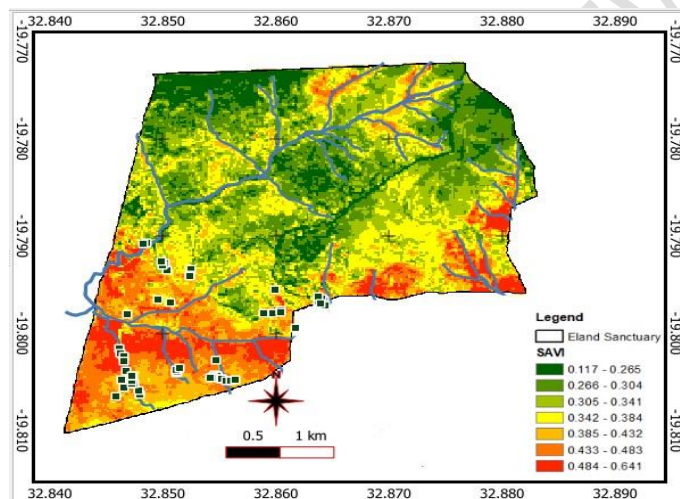 32.840 32.850 32.860 32.870 32.880 32.890
-19.770 -19.770
-19.780 -19.780
-19.790 -19.790
-19.800 -19.800
-19.810 -19.810
Legend
Eland Sanctuary
SAVI
0.117 - 0.265
0.266 - 0.304
0.305 - 0.341
0.342 - 0.384
0.385 - 0.432
0.433 - 0.483
0.484 - 0.641
N
0.5 1 km
32.840 32.850 32.860 32.870 32.880 32.890